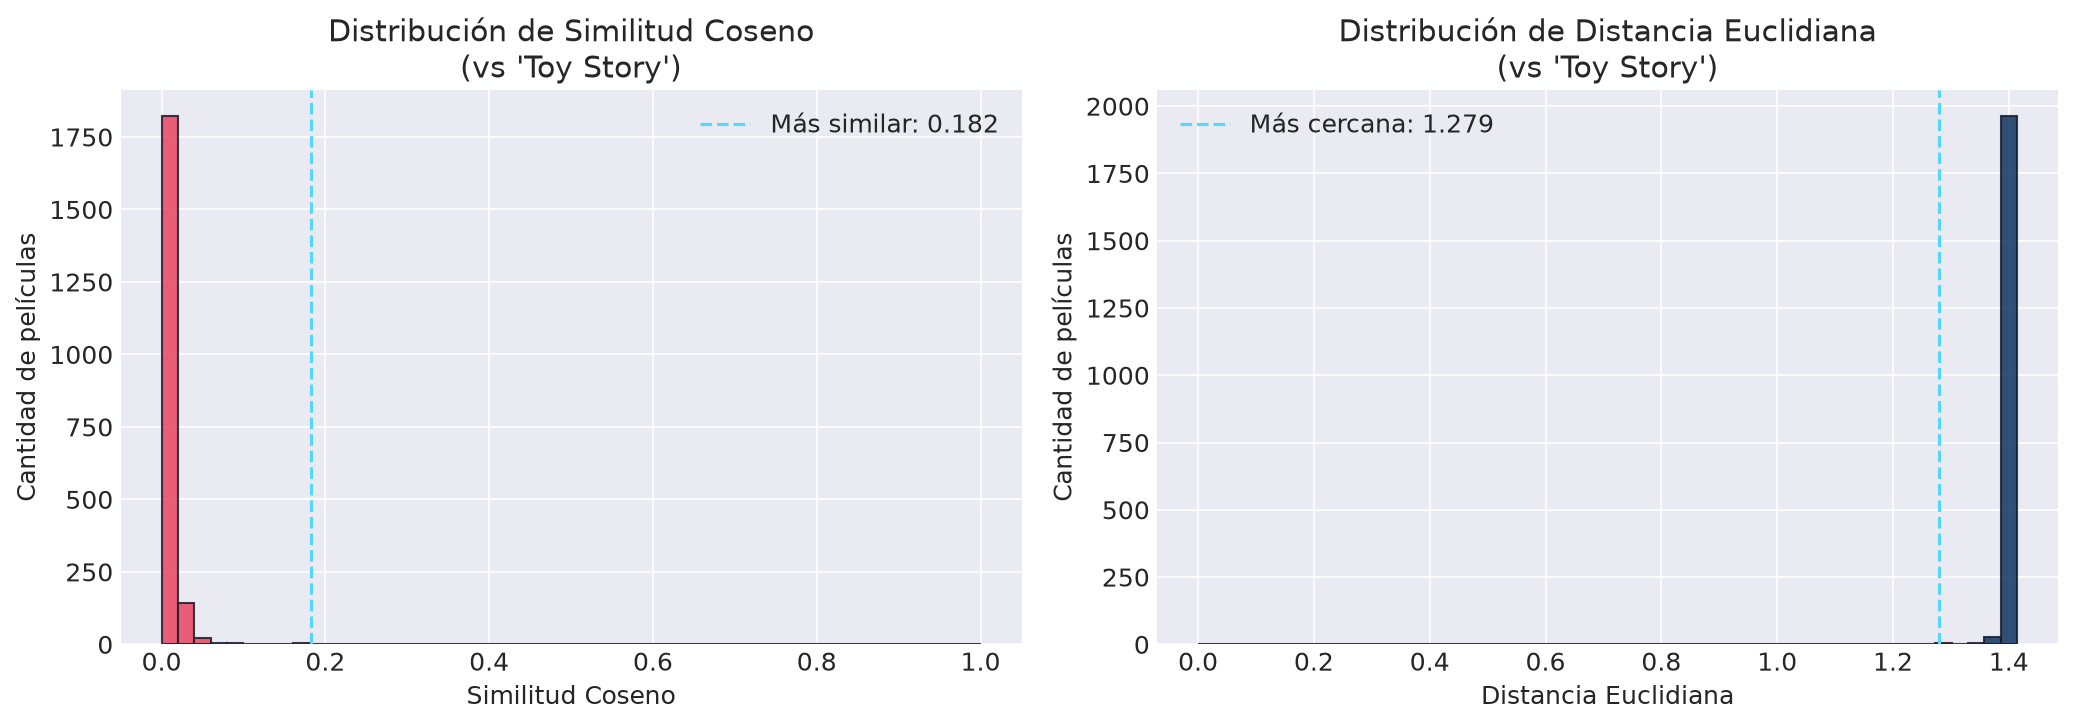 Distribución de Similitud Coseno
(vs 'Toy Story')
Más similar: 0.182
Cantidad de películas
1750
1500
1250
1000
750
500
250
0
0.0 0.2 0.4 0.6 0.8 1.0
Similitud Coseno
Distribución de Distancia Euclidiana
(vs 'Toy Story')
Más cercana: 1.279
Cantidad de películas
2000
1750
1500
1250
1000
750
500
250
0
0.0 0.2 0.4 0.6 0.8 1.0 1.2 1.4
Distancia Euclidiana